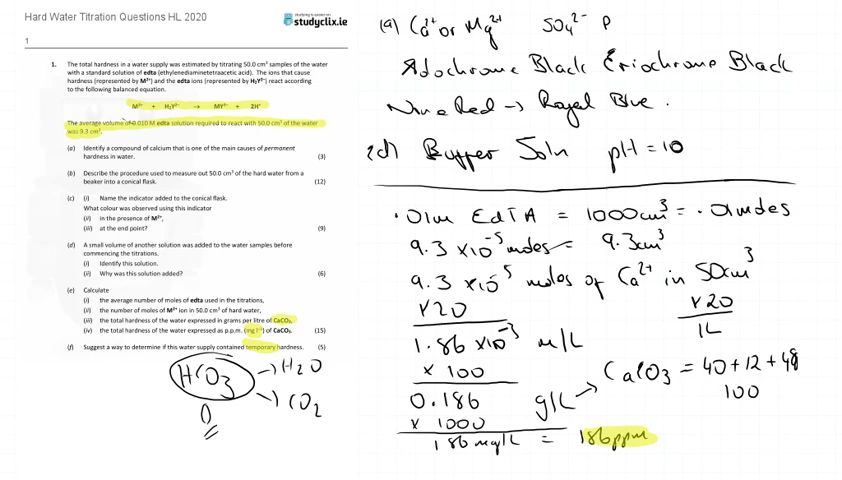 Hard Water Titration Questions HL 2020
studyclix.ie
1
1. The total hardness in a water supply was estimated by titrating 50.0 cm³ samples of the water
with a standard solution of edta (ethylenediaminetetraacetic acid). The ions that cause
hardness (represented by M²⁺) and the edta ions (represented by H₂Y²⁻) react according
to the following balanced equation.
M²⁺ + H₂Y²⁻ → MY²⁻ + 2H⁺
The average volume of 0.010 M edta solution required to react with 50.0 cm³ of the water
was 9.3 cm³.
(a) Identify a compound of calcium that is one of the main causes of permanent
hardness in water. (3)
(b) Describe the procedure used to measure out 50.0 cm³ of the hard water from a
beaker into a conical flask. (12)
(c) (i) Name the indicator added to the conical flask.
What colour was observed using this indicator
(ii) in the presence of M²⁺,
(iii) at the end point? (9)
(d) A small volume of another solution was added to the water samples before
commencing the titrations.
(i) Identify this solution.
(ii) Why was this solution added? (6)
(e) Calculate
(i) the average number of moles of edta used in the titrations,
(ii) the number of moles of M²⁺ ion in 50.0 cm³ of hard water,
(iii) the total hardness of the water expressed in grams per litre of CaCO₃,
(iv) the total hardness of the water expressed as p.p.m. (mg l⁻¹) of CaCO₃. (15)
(f) Suggest a way to determine if this water supply contained temporary hardness. (5)
HCO3 → H2O
→ CO2
(a) Ca²⁺ or Mg²⁺ SO4²⁻ P
Black Eriochrome Black
Wine Red → Royal Blue.
Buffer Soln pH = 10
.01m EdTA = 1000cm³ = .01moles
9.3 x10⁻⁵ moles = 9.3cm³
9.3 x10⁻⁵ moles of Ca²⁺ in 50cm³
x20 x20
1.86 x10⁻³ m/L 1L
x 100
0.186 g/L → CaCO3 = 40+12+48
100
x 1000
186 mg/L = 186ppm